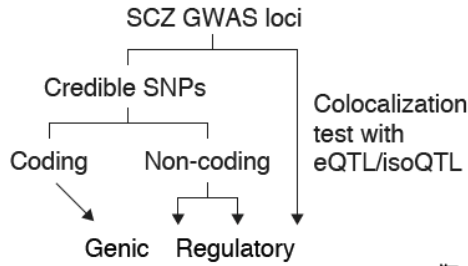 SCZ GWAS loci
Credible SNPs
Colocalization
test with
eQTL/isoQTL
Coding
Non-coding
Genic
Regulatory